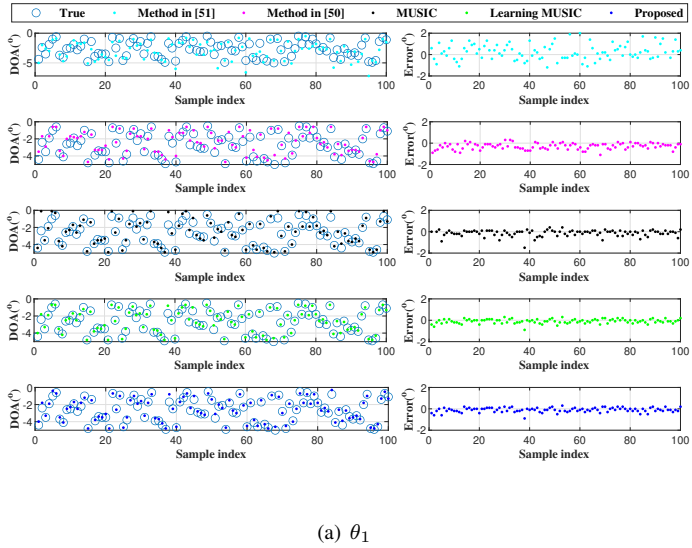 True Method in [51] Method in [50] MUSIC Learning MUSIC Proposed
DOA(°)
0
-5
0 20 40 60 80 100
Sample index
Error(°)
2
0
-2
0 20 40 60 80 100
Sample index
DOA(°)
0
-2
-4
0 20 40 60 80 100
Sample index
Error(°)
2
0
-2
0 20 40 60 80 100
Sample index
DOA(°)
0
-2
-4
0 20 40 60 80 100
Sample index
Error(°)
2
0
-2
0 20 40 60 80 100
Sample index
DOA(°)
0
-2
-4
0 20 40 60 80 100
Sample index
Error(°)
2
0
-2
0 20 40 60 80 100
Sample index
DOA(°)
0
-2
-4
0 20 40 60 80 100
Sample index
Error(°)
2
0
-2
0 20 40 60 80 100
Sample index
(a) θ₁